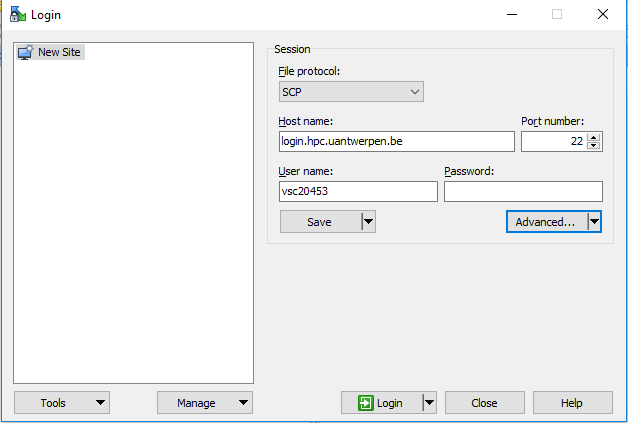 Login
New Site
Session
File protocol:
SCP
Host name:
Port number:
login.hpc.uantwerpen.be
22
User name:
Password:
vsc20453
Save
Advanced...
Tools
Manage
Login
Close
Help